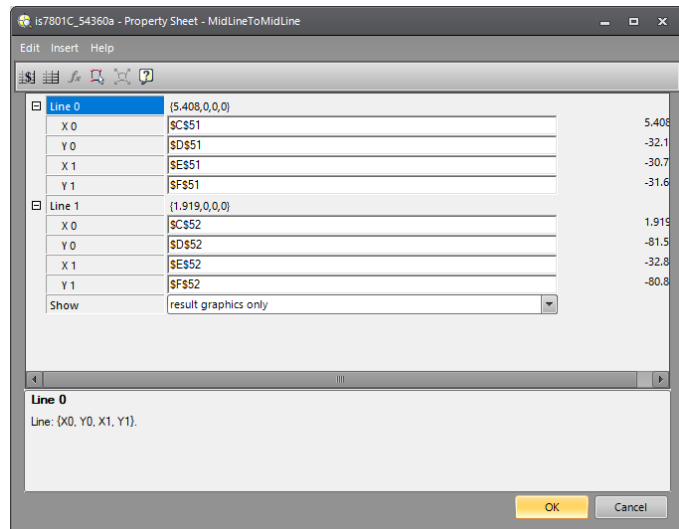 is7801C_54360a - Property Sheet - MidLineToMidLine
Edit Insert Help
Line 0 {5.408,0,0,0}
X 0 $C$51 5.408
Y 0 $D$51 -32.1
X 1 $E$51 -30.7
Y 1 $F$51 -31.6
Line 1 {1.919,0,0,0}
X 0 $C$52 1.919
Y 0 $D$52 -81.5
X 1 $E$52 -32.8
Y 1 $F$52 -80.8
Show result graphics only
Line 0
Line: {X0, Y0, X1, Y1}.
OK Cancel